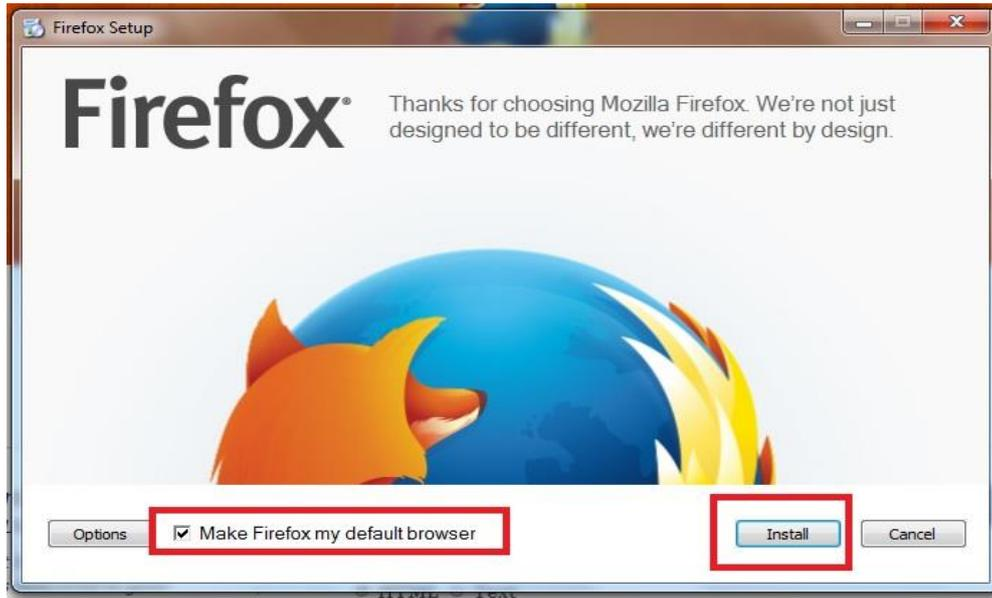 Firefox Setup
Firefox®
Thanks for choosing Mozilla Firefox. We're not just
designed to be different, we're different by design.
Options
Make Firefox my default browser
Install
Cancel